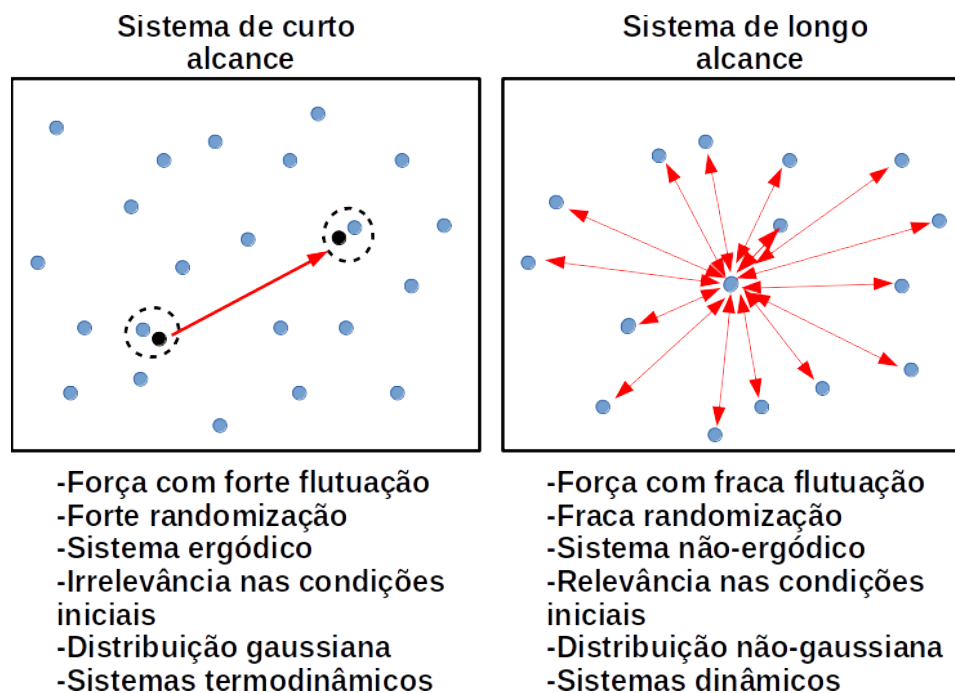 Sistema de curto
alcance
-Força com forte flutuação
-Forte randomização
-Sistema ergódico
-Irrelevância nas condições
iniciais
-Distribuição gaussiana
-Sistemas termodinâmicos
Sistema de longo
alcance
-Força com fraca flutuação
-Fraca randomização
-Sistema não-ergódico
-Relevância nas condições
iniciais
-Distribuição não-gaussiana
-Sistemas dinâmicos